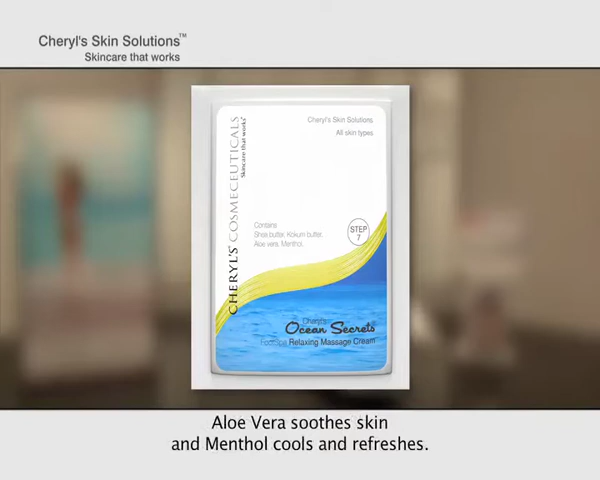 Cheryl's Skin Solutions™
Skincare that works
CHERYL'S COSMECEUTICALS
Skincare that works
Cheryl's Skin Solutions
All skin types
Contains
Shea butter, Kokum butter,
Aloe vera, Menthol.
STEP
7
Cheryl's
Ocean Secrets
FootSpa Relaxing Massage Cream
Aloe Vera soothes skin
and Menthol cools and refreshes.